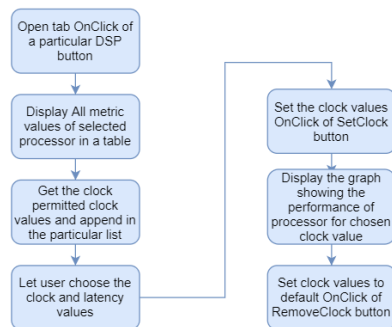 Open tab OnClick of
a particular DSP
button
Display All metric
values of selected
processor in a table
Get the clock
permitted clock
values and append in
the particular list
Let user choose the
clock and latency
values
Set the clock values
OnClick of SetClock
button
Display the graph
showing the
performance of
processor for chosen
clock value
Set clock values to
default OnClick of
RemoveClock button